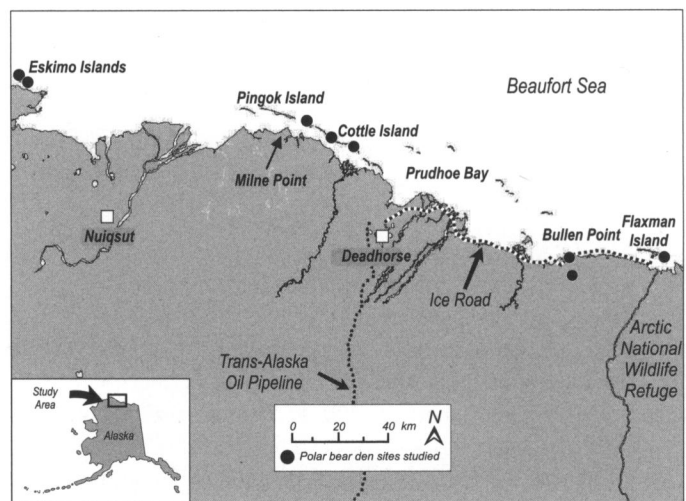 Eskimo Islands
Beaufort Sea
Pingok Island
Cottle Island
Milne Point
Prudhoe Bay
Nuiqsut
Deadhorse
Bullen Point
Flaxman
Island
Ice Road
Arctic
National
Wildlife
Refuge
Trans-Alaska
Oil Pipeline
Study
Area
Alaska
0 20 40 km
N
Polar bear den sites studied